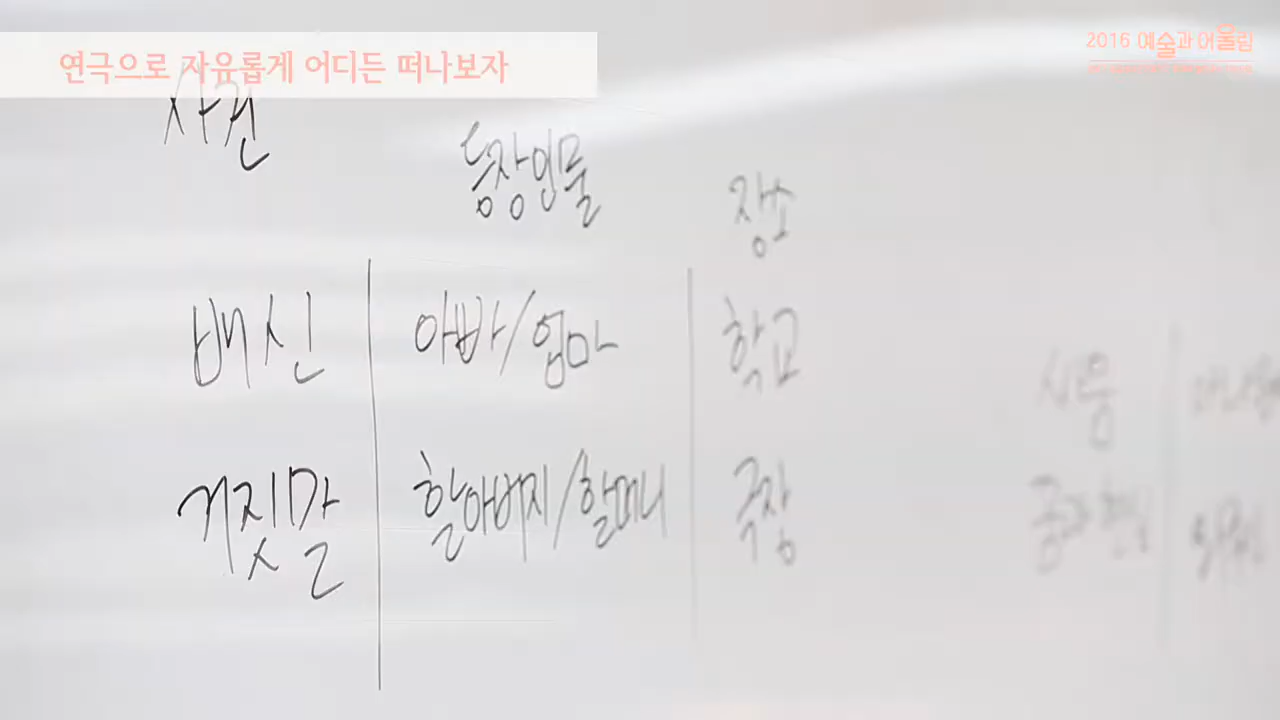 연극으로 자유롭게 어디든 떠나보자
2016 예술과 어울림
사건 등장인물 장소
배신 아빠/엄마 학교
거짓말 할아버지/할머니 극장